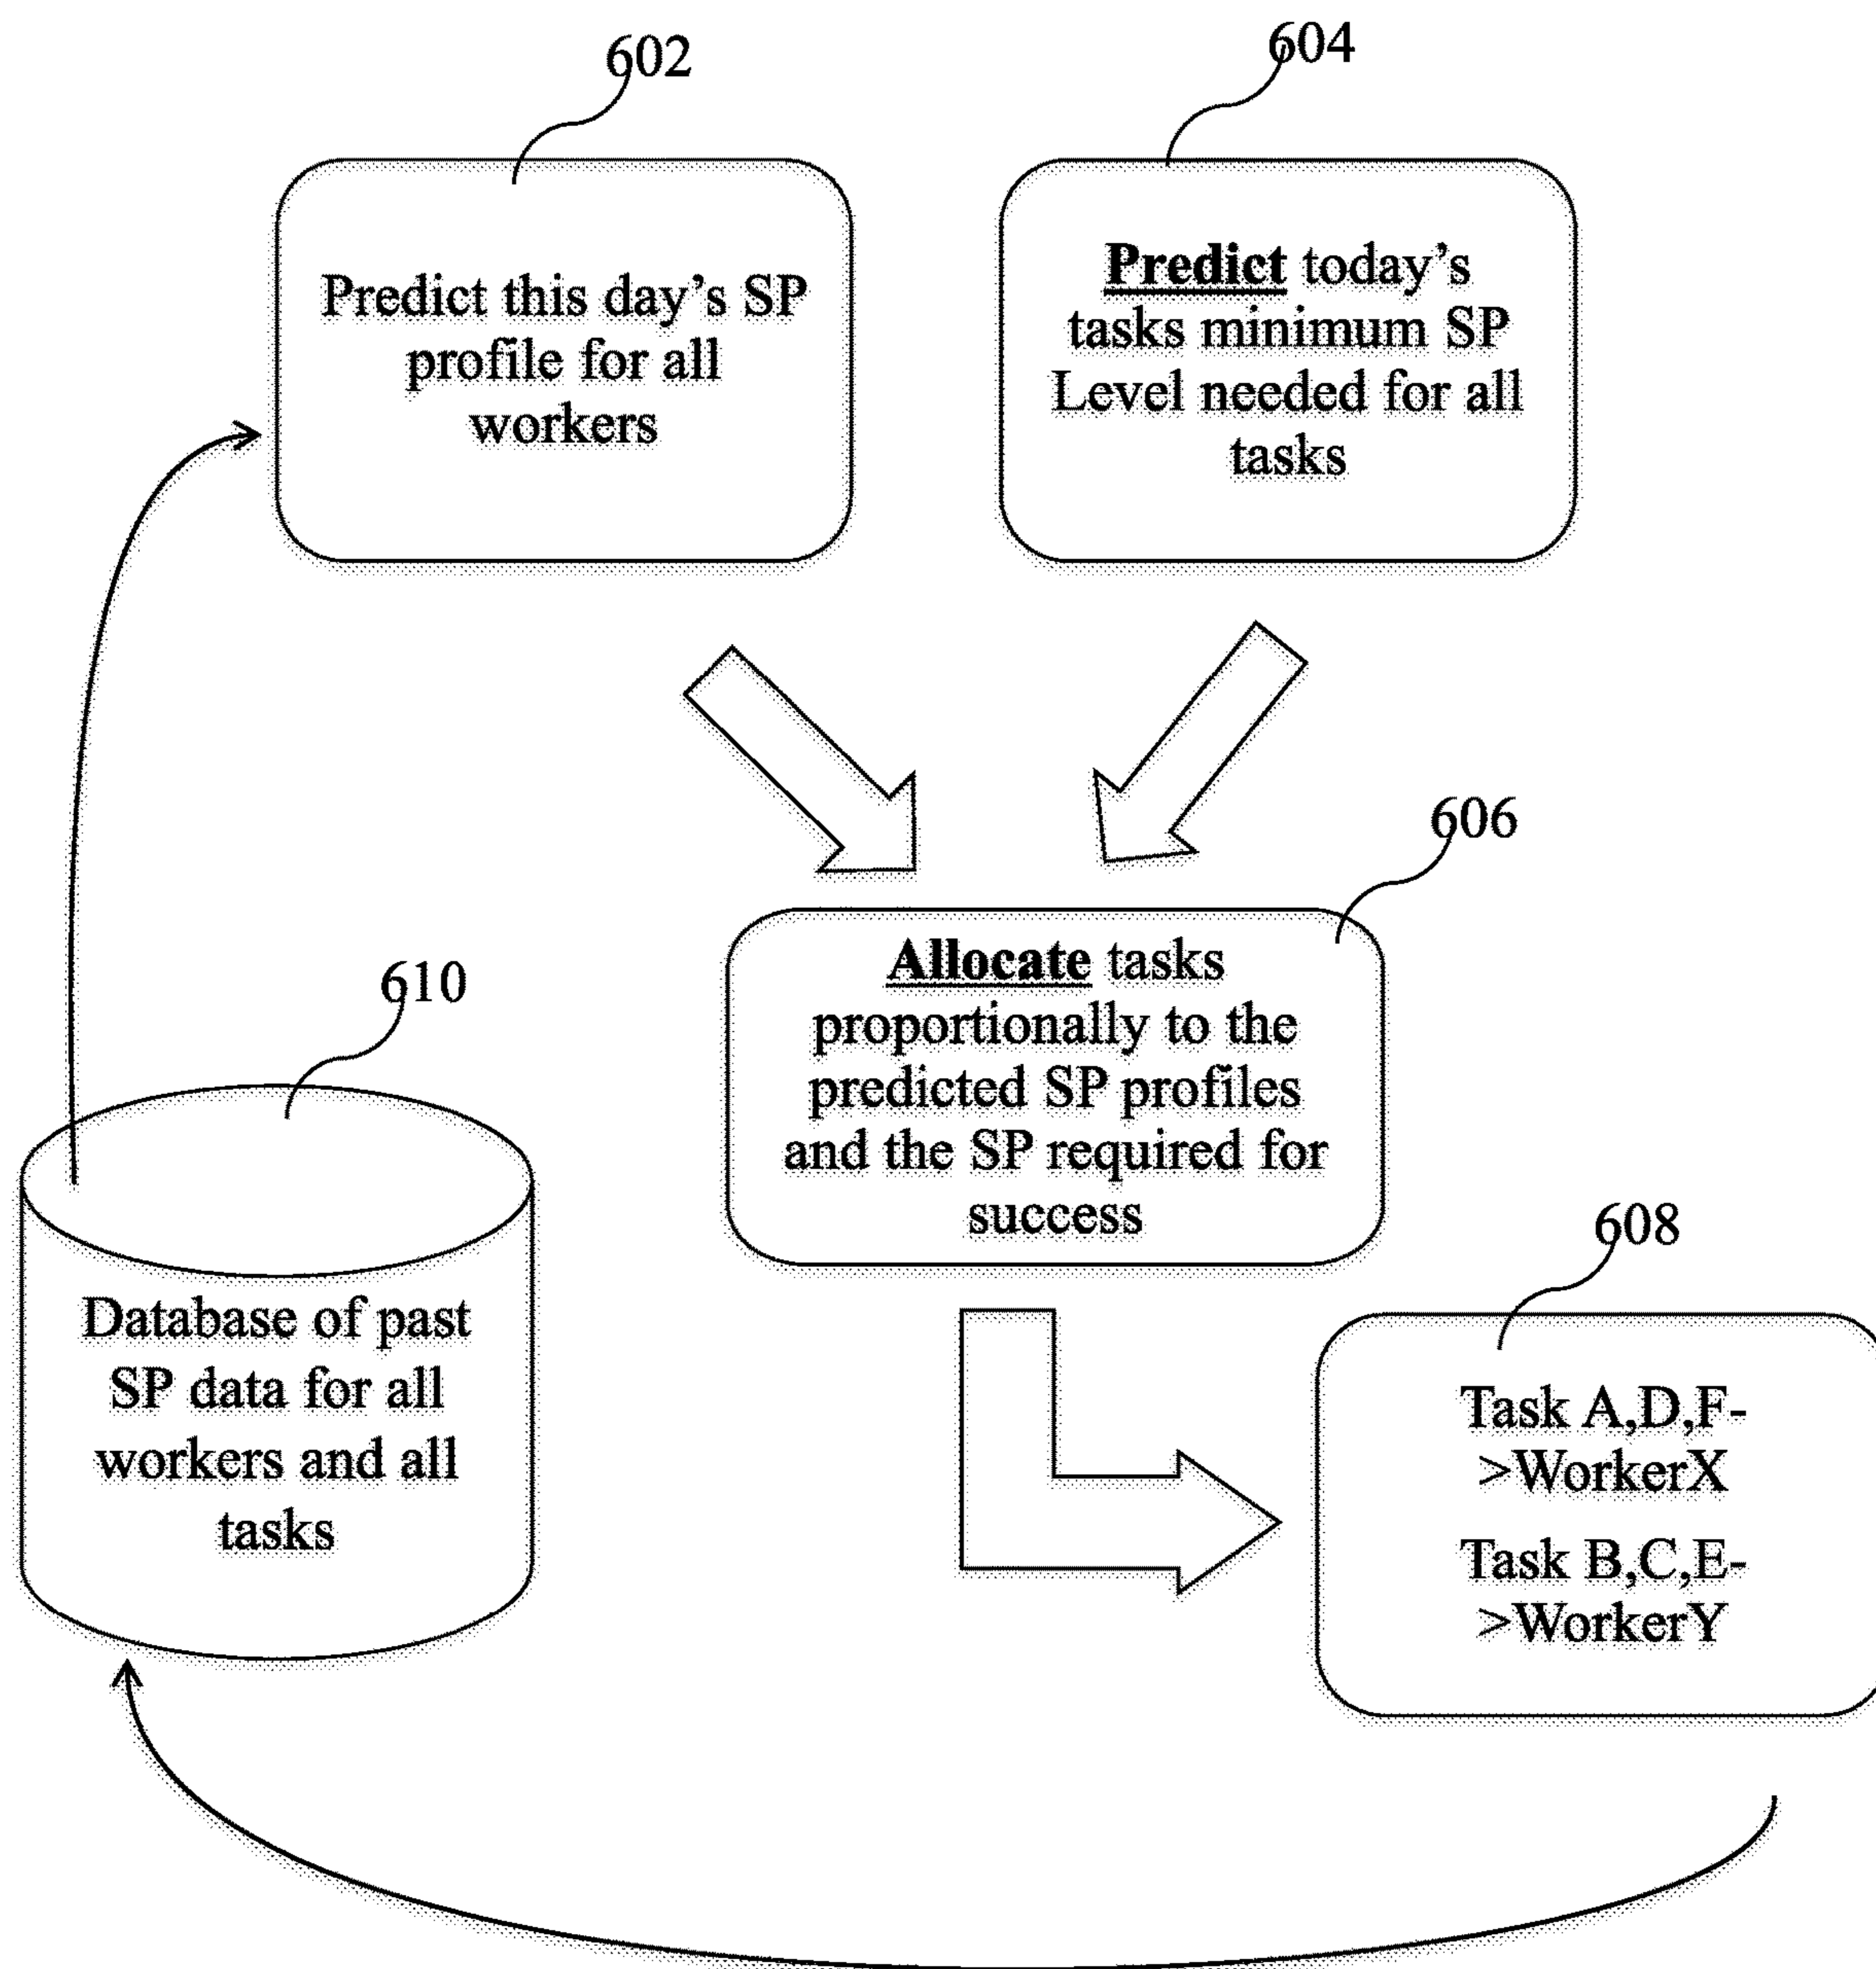 602
604
Predict this day's SP
profile for all
workers
Predict today's
tasks minimum SP
Level needed for all
tasks
606
Allocate tasks
proportionally to the
predicted SP profiles
and the SP required for
success
610
Database of past
SP data for all
workers and all
tasks
608
Task A,D,F-
>WorkerX
Task B,C,E-
>WorkerY